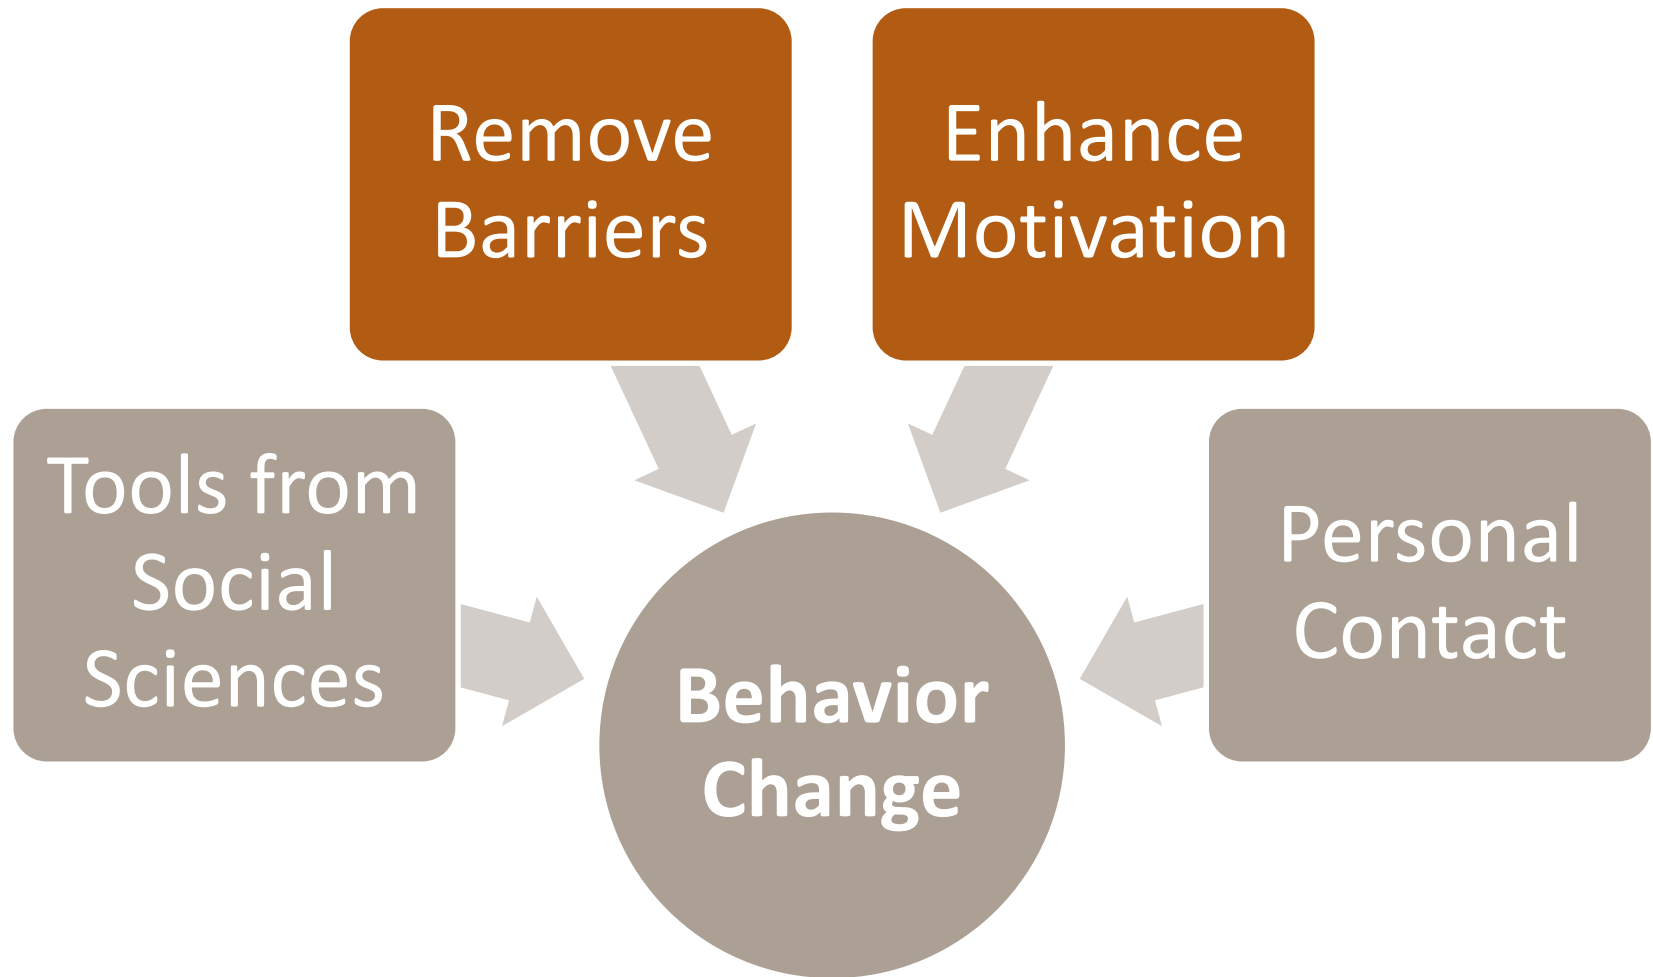 Remove
Barriers
Enhance
Motivation
Tools from
Social
Sciences
Personal
Contact
Behavior
Change